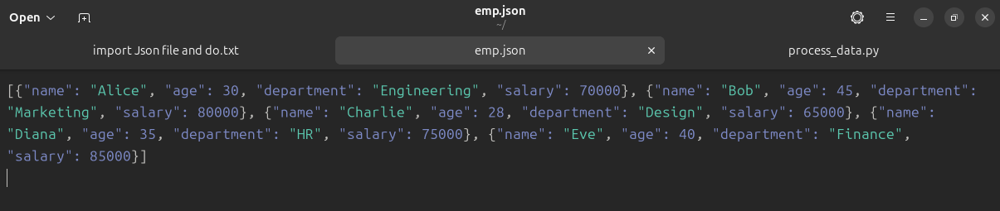 Open
emp.json
~/
import Json file and do.txt
emp.json
process_data.py
[{"name": "Alice", "age": 30, "department": "Engineering", "salary": 70000}, {"name": "Bob", "age": 45, "department":
"Marketing", "salary": 80000}, {"name": "Charlie", "age": 28, "department": "Design", "salary": 65000}, {"name":
"Diana", "age": 35, "department": "HR", "salary": 75000}, {"name": "Eve", "age": 40, "department": "Finance",
"salary": 85000}]